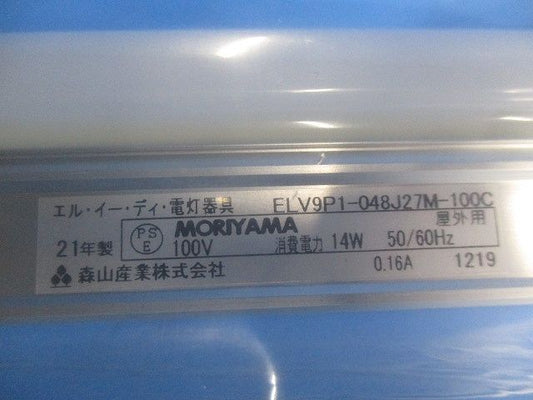 エル・イー・ディ・電灯器具 ELV9P1-048J27M-100C
MORIYAMA 屋外用
21年製 PS E 100V 消費電力 14W 50/60Hz
森山産業株式会社 0.16A 1219